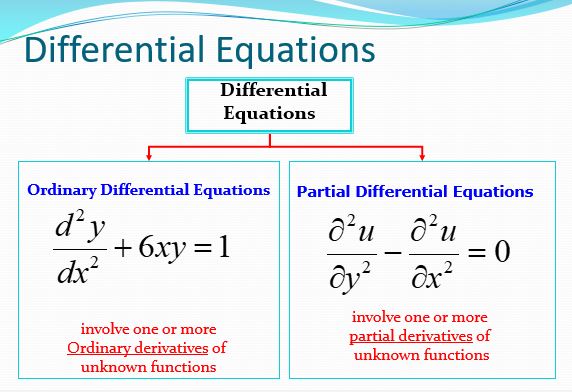 Differential Equations
Differential
Equations
Ordinary Differential Equations
d²y/dx² + 6xy = 1
involve one or more
Ordinary derivatives of
unknown functions
Partial Differential Equations
∂²u/∂y² − ∂²u/∂x² = 0
involve one or more
partial derivatives of
unknown functions